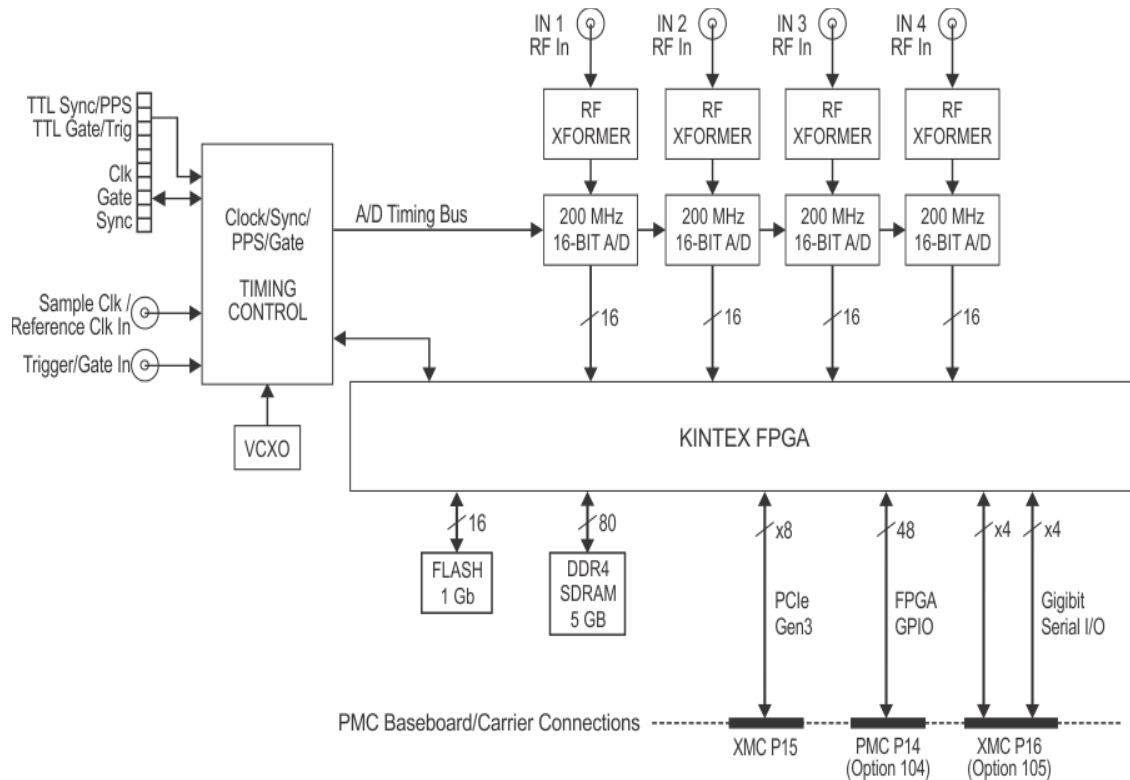 IN 1
RF In
IN 2
RF In
IN 3
RF In
IN 4
RF In
RF
XFORMER
RF
XFORMER
RF
XFORMER
RF
XFORMER
TTL Sync/PPS
TTL Gate/Trig
Clk
Gate
Sync
Sample Clk /
Reference Clk In
Trigger/Gate In
Clock/Sync/
PPS/Gate
TIMING
CONTROL
VCXO
A/D Timing Bus
200 MHz
16-BIT A/D
200 MHz
16-BIT A/D
200 MHz
16-BIT A/D
200 MHz
16-BIT A/D
16
16
16
16
KINTEX FPGA
16
80
x8
48
x4
x4
FLASH
1 Gb
DDR4
SDRAM
5 GB
PCIe
Gen3
FPGA
GPIO
Gigibit
Serial I/O
PMC Baseboard/Carrier Connections
XMC P15
PMC P14
(Option 104)
XMC P16
(Option 105)